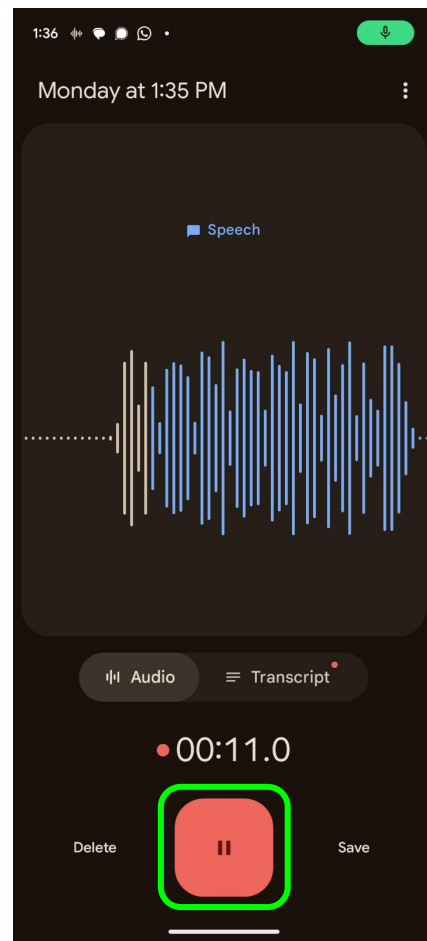 1:36
Monday at 1:35 PM
Speech
Audio
Transcript
00:11.0
Delete
Save